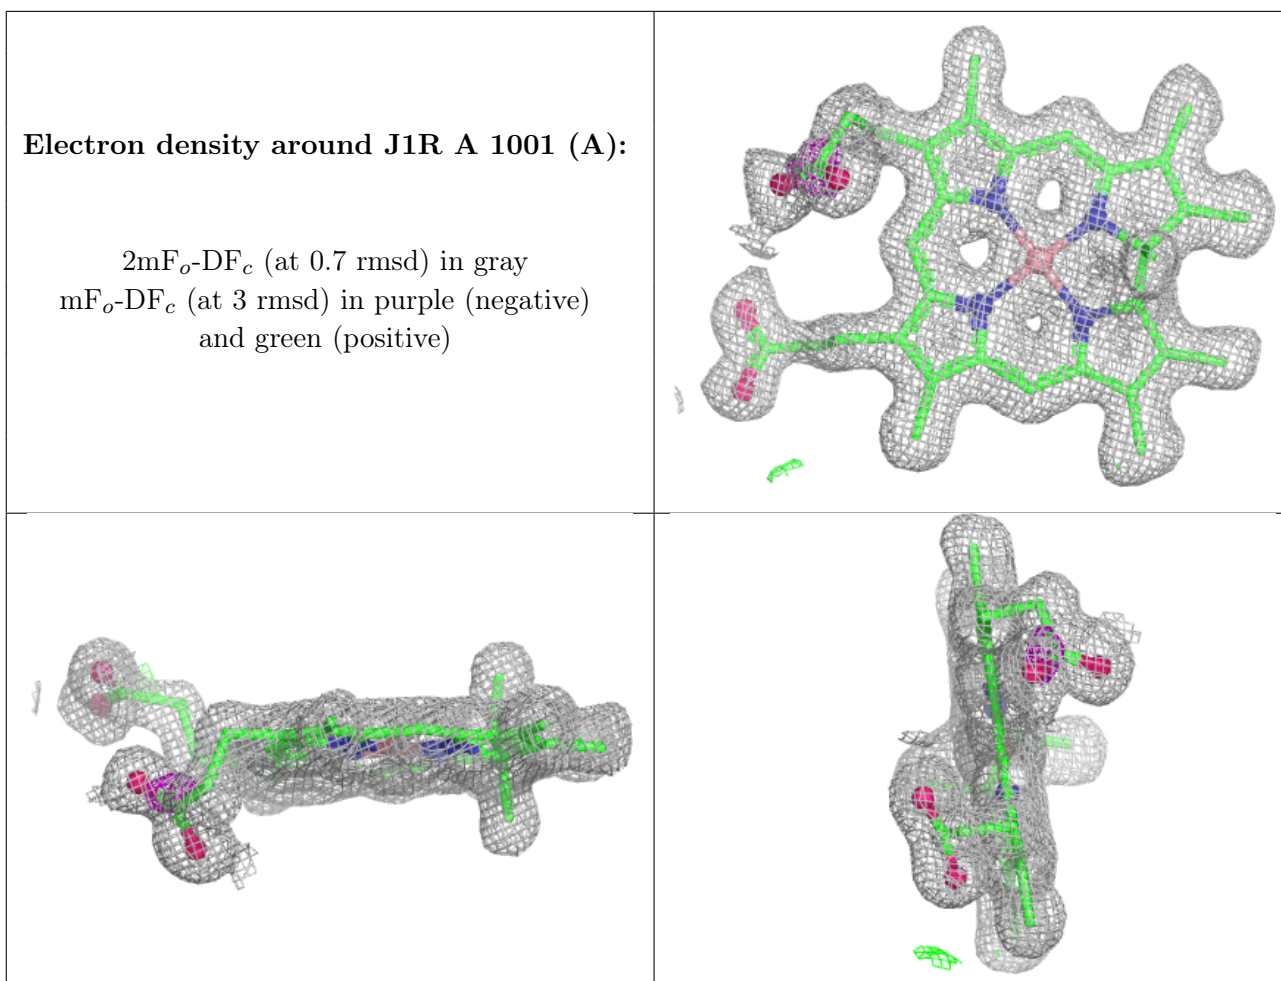 Electron density around J1R A 1001 (A):
2mFo-DFc (at 0.7 rmsd) in gray
mFo-DFc (at 3 rmsd) in purple (negative)
and green (positive)